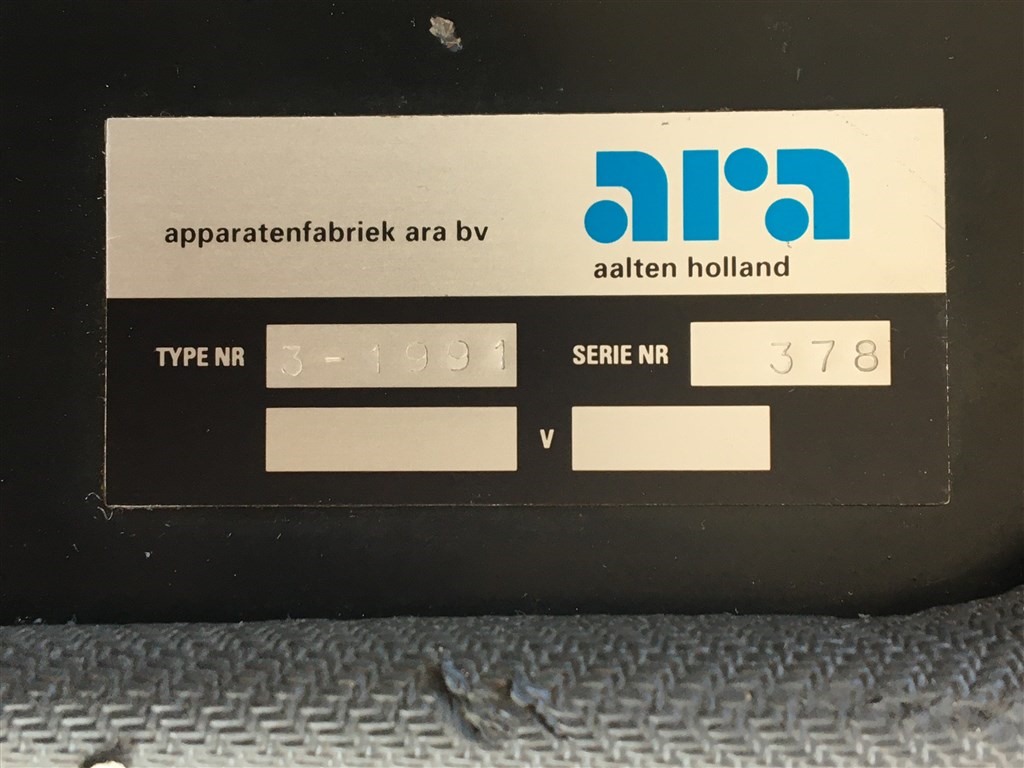 ara
apparatenfabriek ara bv
aalten holland
TYPE NR 3-1991 SERIE NR 378
V